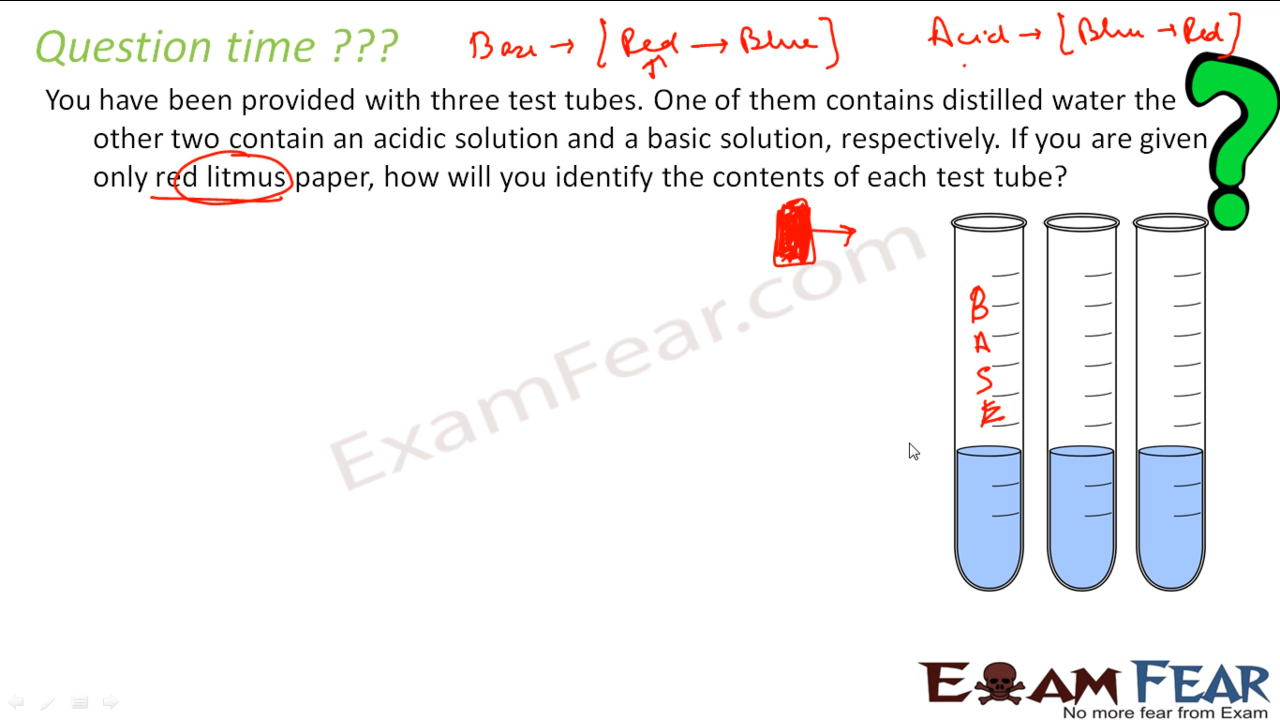 Question time ???
Base → [Red → Blue]
Acid → [Blue → Red]
You have been provided with three test tubes. One of them contains distilled water the
other two contain an acidic solution and a basic solution, respectively. If you are given
only red litmus paper, how will you identify the contents of each test tube?
ExamFear.com
B
A
S
E
EXAM FEAR
No more fear from Exam